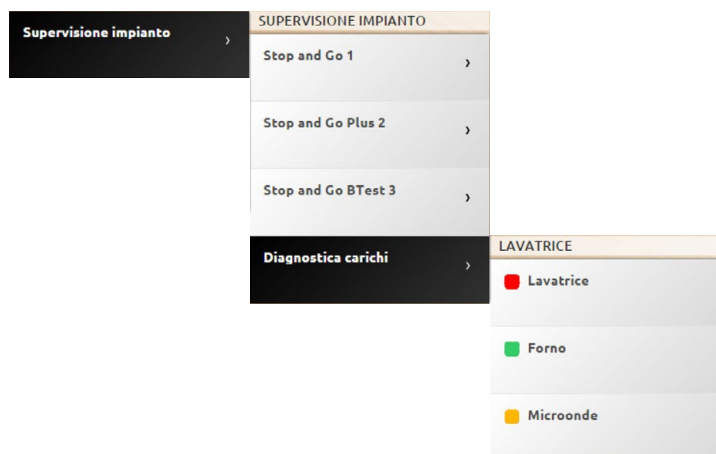 Supervisione impianto
SUPERVISIONE IMPIANTO
Stop and Go 1
Stop and Go Plus 2
Stop and Go BTest 3
Diagnostica carichi
LAVATRICE
Lavatrice
Forno
Microonde